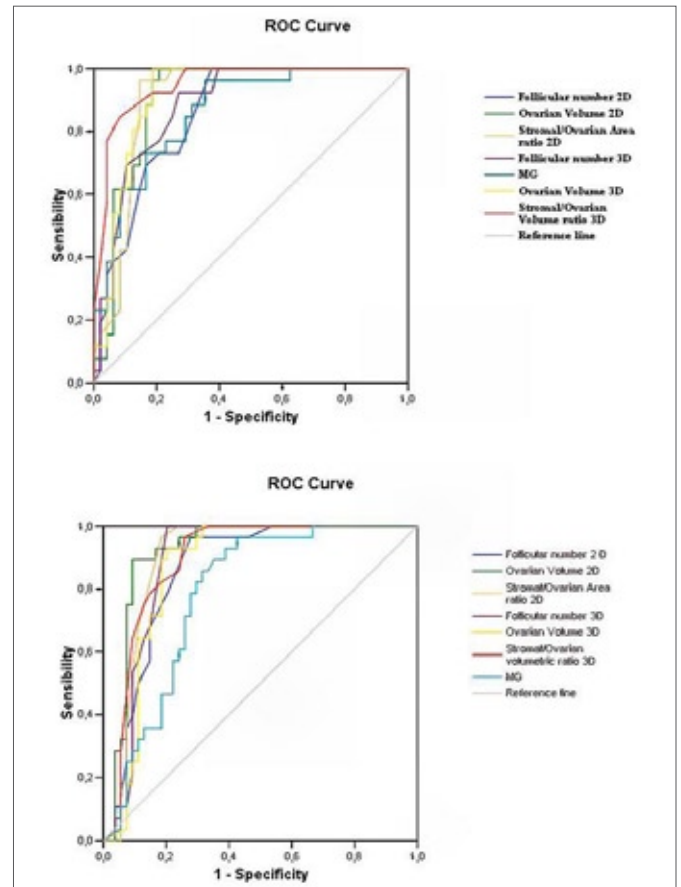 ROC Curve
1,0
0,8
0,6
0,4
0,2
0,0
Sensibility
0,0 0,2 0,4 0,6 0,8 1,0
1 - Specificity
Follicular number 2D
Ovarian Volume 2D
Stromal/Ovarian Area
ratio 2D
Follicular number 3D
MG
Ovarian Volume 3D
Stromal/Ovarian
Volume ratio 3D
Reference line
ROC Curve
1,0
0,8
0,6
0,4
0,2
0,0
Sensibility
0,0 0,2 0,4 0,6 0,8 1,0
1 - Specificity
Follicular number 2D
Ovarian Volume 2D
Stromal/Ovarian Area
ratio 2D
Follicular number 3D
Ovarian Volume 3D
Stromal/Ovarian
volumetric ratio 3D
MG
Reference line